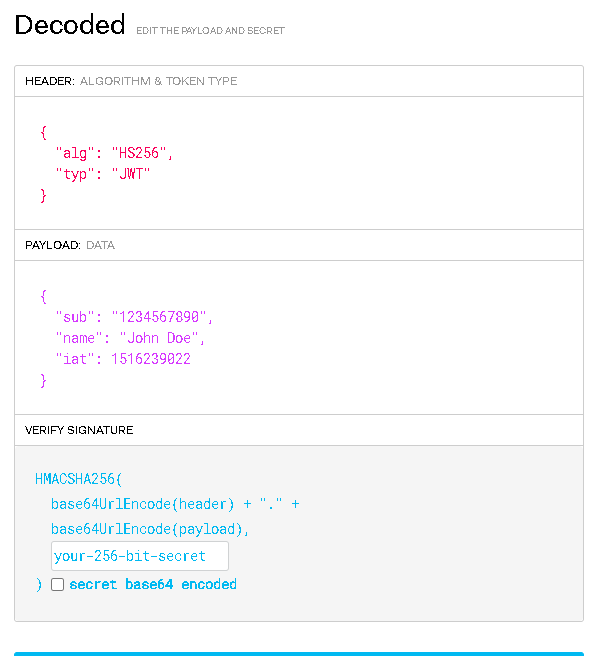 Decoded EDIT THE PAYLOAD AND SECRET
HEADER: ALGORITHM & TOKEN TYPE
{
"alg": "HS256",
"typ": "JWT"
}
PAYLOAD: DATA
{
"sub": "1234567890",
"name": "John Doe",
"iat": 1516239022
}
VERIFY SIGNATURE
HMACSHA256(
base64UrlEncode(header) + "." +
base64UrlEncode(payload),
your-256-bit-secret
) secret base64 encoded